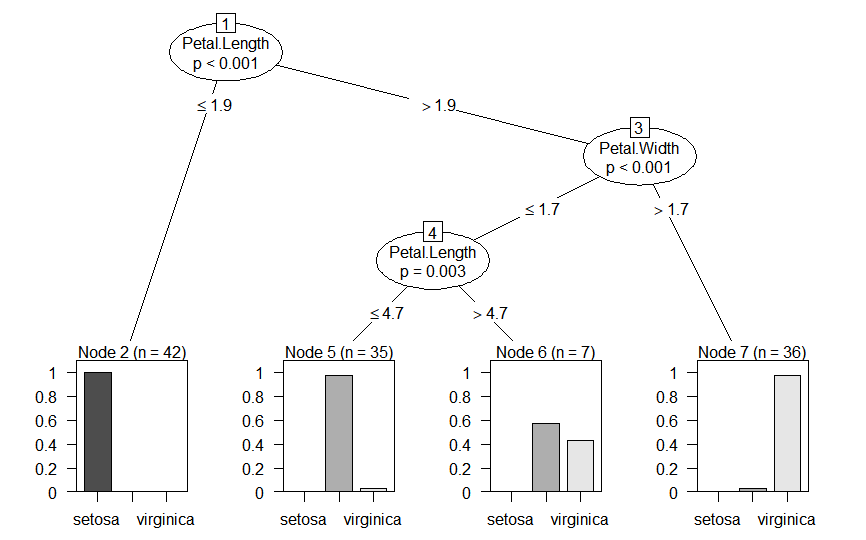 1
Petal.Length
p < 0.001
≤ 1.9
> 1.9
3
Petal.Width
p < 0.001
≤ 1.7
> 1.7
4
Petal.Length
p = 0.003
≤ 4.7
> 4.7
Node 2 (n = 42)
1
0.8
0.6
0.4
0.2
0
setosa
virginica
Node 5 (n = 35)
1
0.8
0.6
0.4
0.2
0
setosa
virginica
Node 6 (n = 7)
1
0.8
0.6
0.4
0.2
0
setosa
virginica
Node 7 (n = 36)
1
0.8
0.6
0.4
0.2
0
setosa
virginica